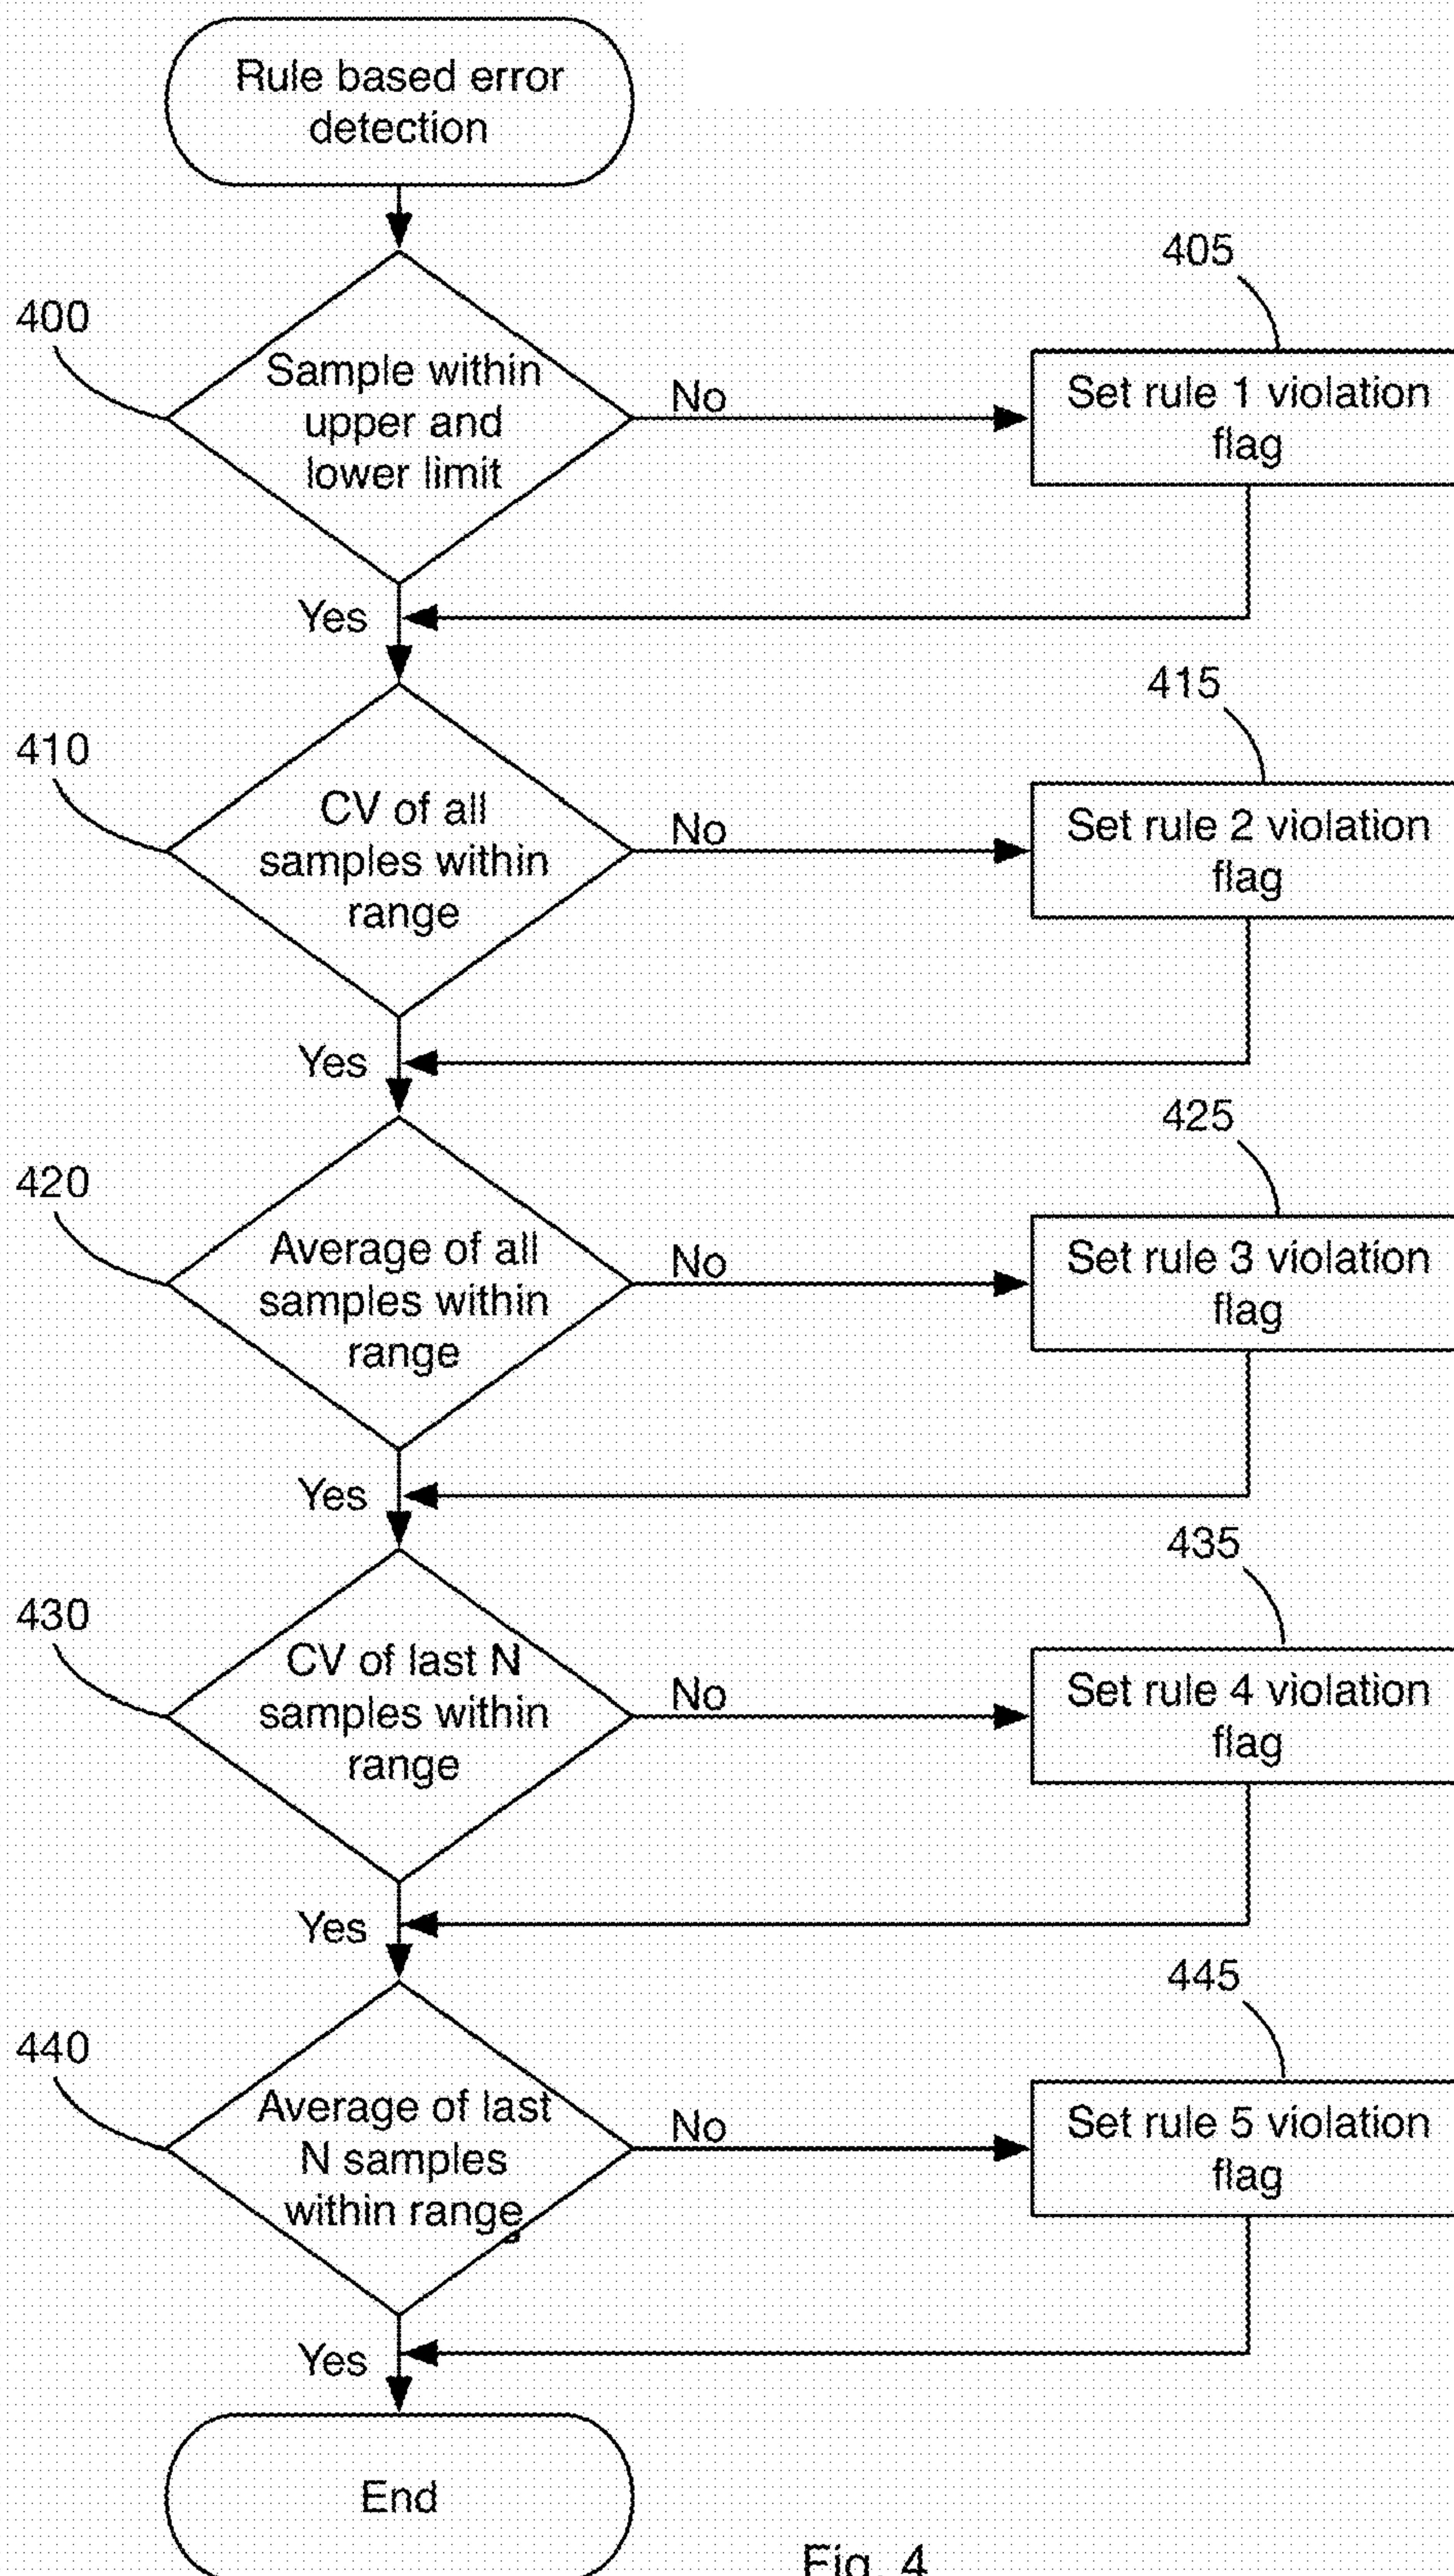 Rule based error
detection
405
400
Sample within
upper and
lower limit
No
Set rule 1 violation
flag
Yes
415
410
CV of all
samples within
range
No
Set rule 2 violation
flag
Yes
425
420
Average of all
samples within
range
No
Set rule 3 violation
flag
Yes
435
430
CV of last N
samples within
range
No
Set rule 4 violation
flag
Yes
445
440
Average of last
N samples
within range
No
Set rule 5 violation
flag
Yes
End
Fig. 4